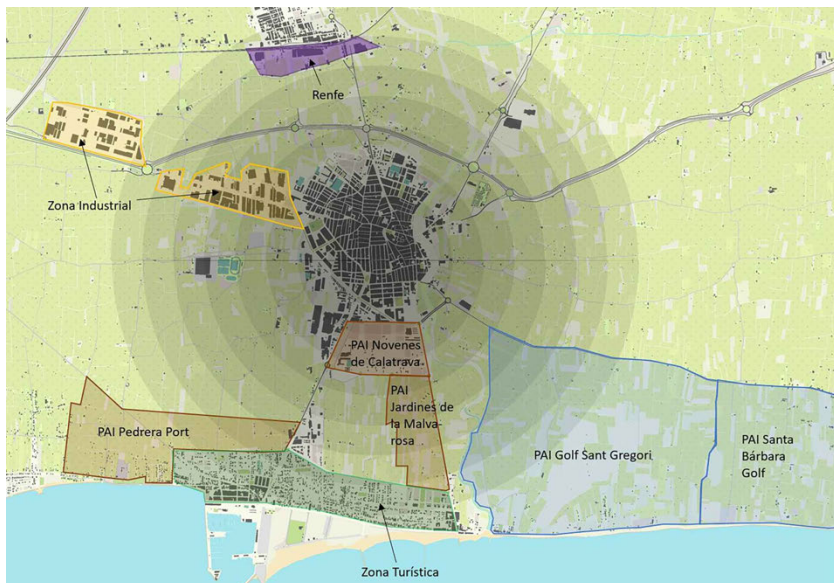 Renfe
Zona Industrial
PAI Novenes
de Calatrava
PAI
Jardines de
la Malva-
rosa
PAI Pedrera Port
PAI Golf Sant Gregori
PAI Santa
Bárbara
Golf
Zona Turística